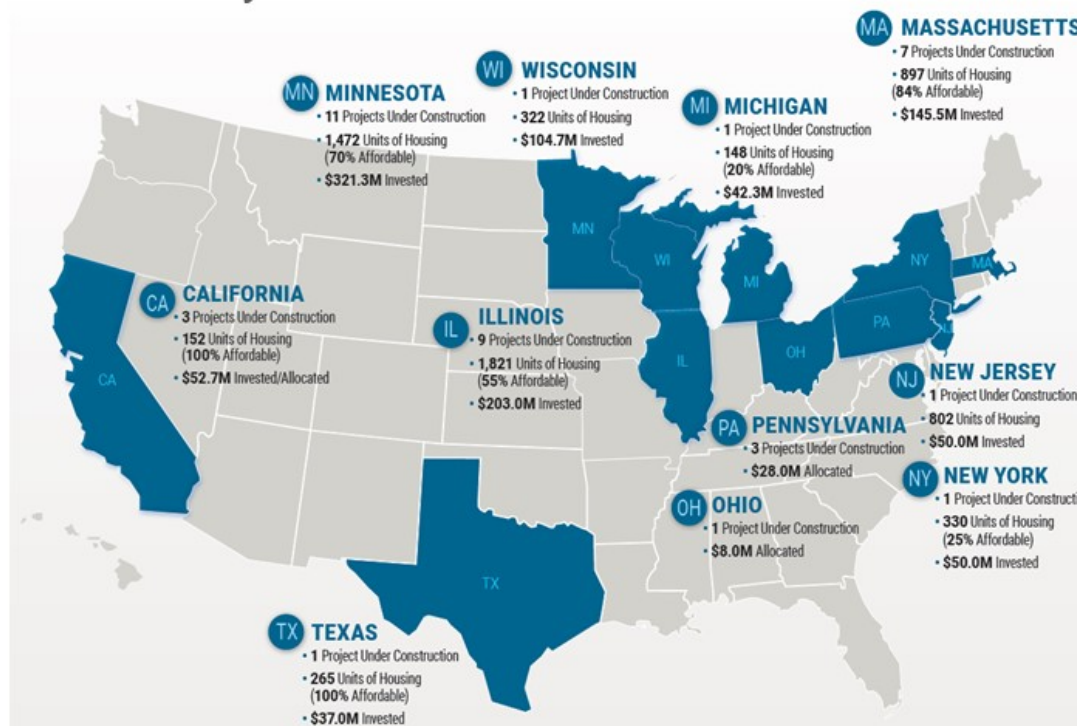 MA MASSACHUSETTS
• 7 Projects Under Construction
• 897 Units of Housing
(84% Affordable)
• $145.5M Invested
WI WISCONSIN
• 1 Project Under Construction
• 322 Units of Housing
• $104.7M Invested
MN MINNESOTA
• 11 Projects Under Construction
• 1,472 Units of Housing
(70% Affordable)
• $321.3M Invested
MI MICHIGAN
• 1 Project Under Construction
• 148 Units of Housing
(20% Affordable)
• $42.3M Invested
CA CALIFORNIA
• 3 Projects Under Construction
• 152 Units of Housing
(100% Affordable)
• $52.7M Invested/Allocated
IL ILLINOIS
• 9 Projects Under Construction
• 1,821 Units of Housing
(55% Affordable)
• $203.0M Invested
NJ NEW JERSEY
• 1 Project Under Construction
• 802 Units of Housing
• $50.0M Invested
PA PENNSYLVANIA
• 3 Projects Under Construction
• $28.0M Allocated
NY NEW YORK
• 1 Project Under Constructi
• 330 Units of Housing
(25% Affordable)
• $50.0M Invested
OH OHIO
• 1 Project Under Construction
• $8.0M Allocated
TX TEXAS
• 1 Project Under Construction
• 265 Units of Housing
(100% Affordable)
• $37.0M Invested
MN
WI
MI
NY
MA
PA
NJ
OH
IL
CA
TX